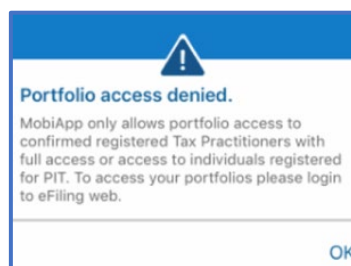 Portfolio access denied.
MobiApp only allows portfolio access to
confirmed registered Tax Practitioners with
full access or access to individuals registered
for PIT. To access your portfolios please login
to eFiling web.
OK